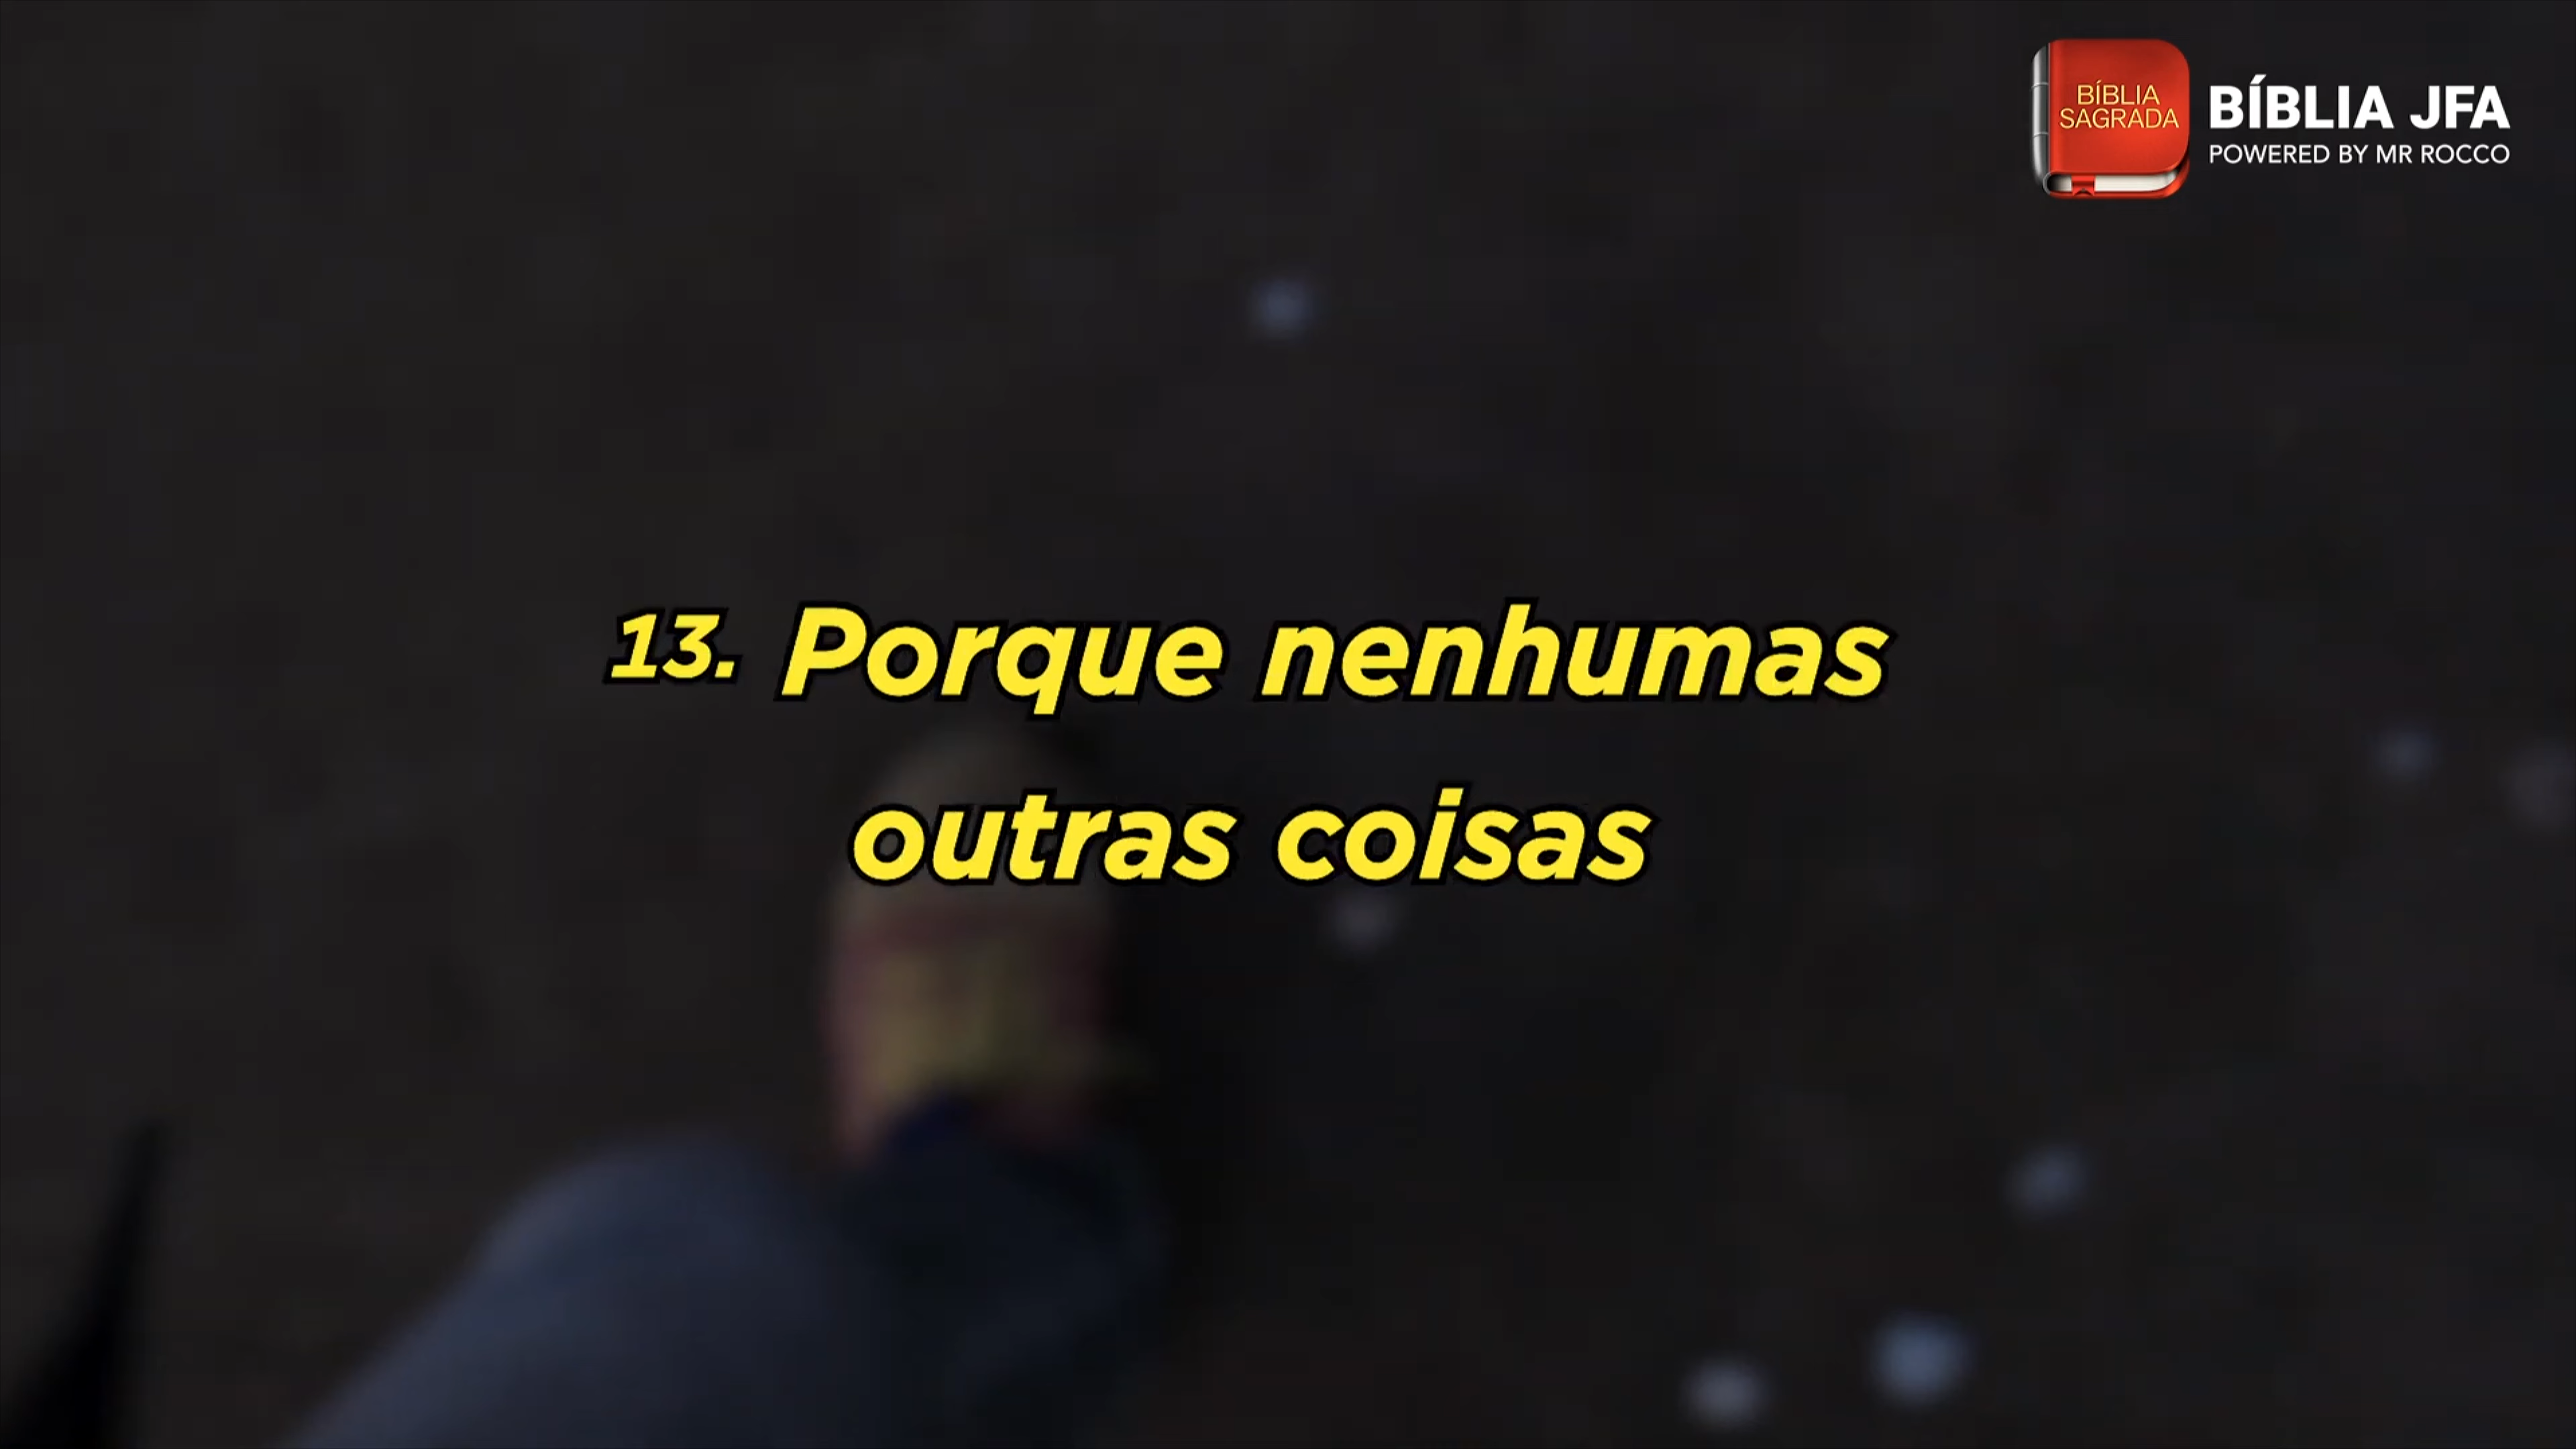 BÍBLIA
SAGRADA
BÍBLIA JFA
POWERED BY MR ROCCO
13. Porque nenhumas
outras coisas